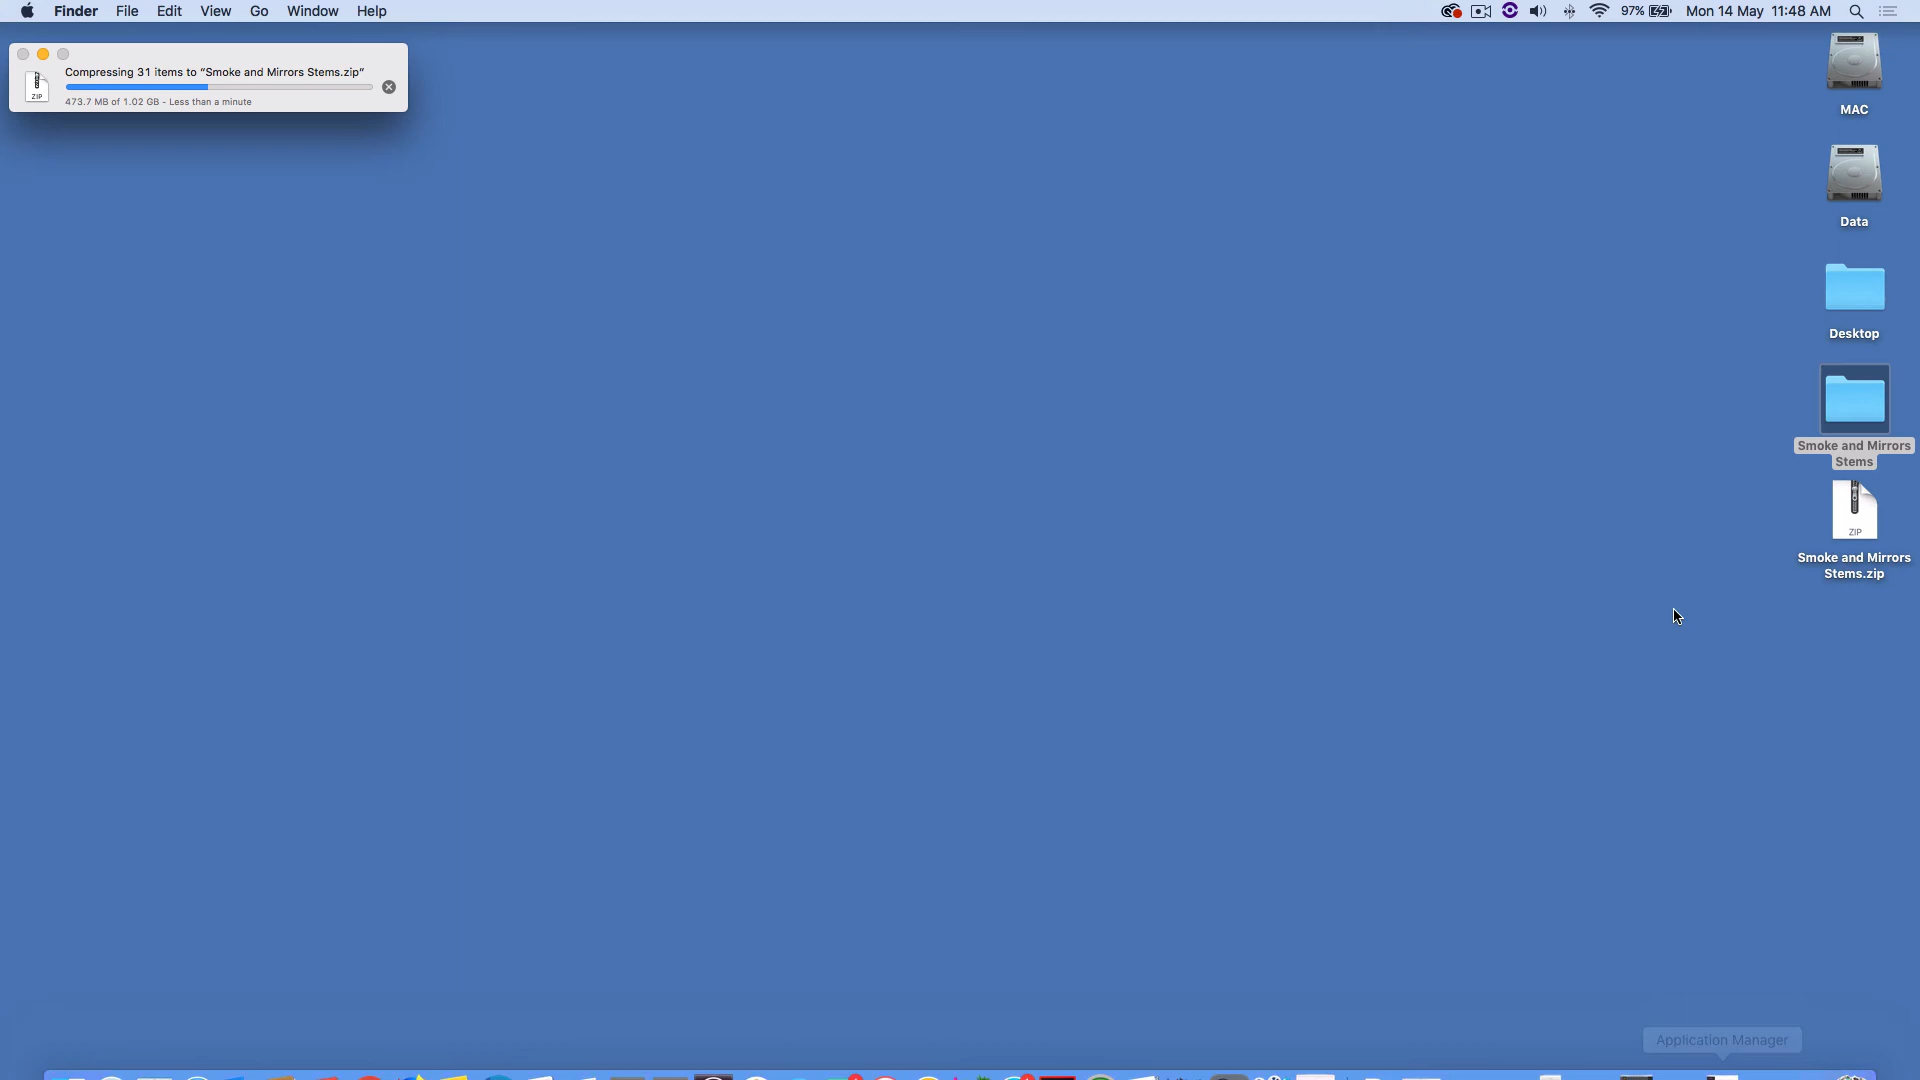 Finder File Edit View Go Window Help 97% Mon 14 May 11:48 AM
Compressing 31 items to “Smoke and Mirrors Stems.zip”
ZIP
473.7 MB of 1.02 GB - Less than a minute
MAC
Data
Desktop
Smoke and Mirrors
Stems
ZIP
Smoke and Mirrors
Stems.zip
Application Manager